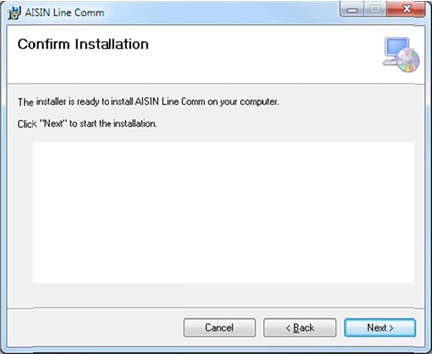 AISIN Line Comm
Confirm Installation
The installer is ready to install AISIN Line Comm on your computer.
Click "Next" to start the installation.
Cancel
< Back
Next >